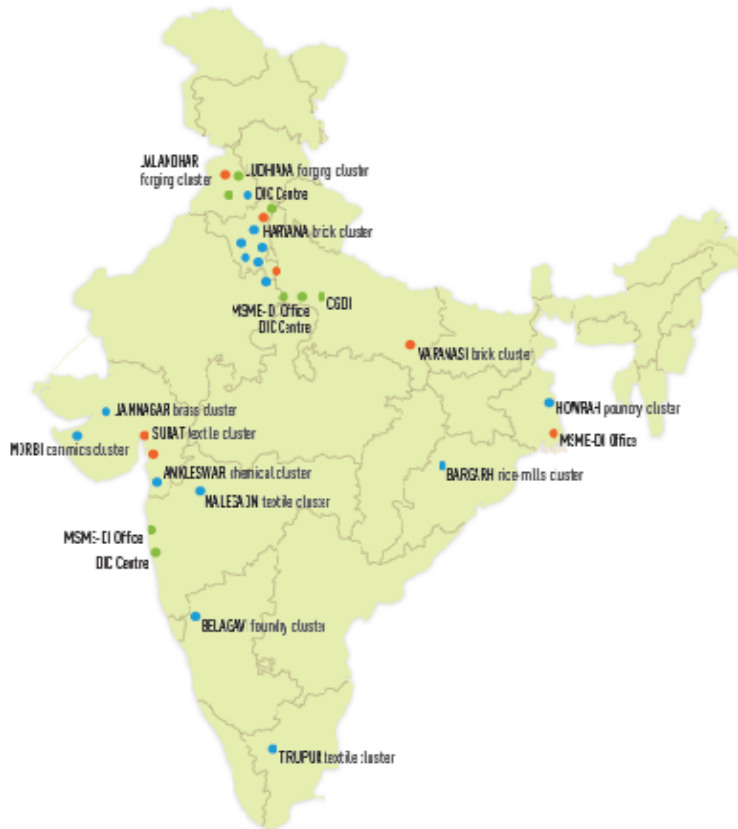 JALANDHAR
forging cluster
LUDHIANA forging cluster
DIC Centre
HARYANA brick cluster
MSME-DI Office
DIC Centre
CGDI
VARANASI brick cluster
JAMNAGAR brass cluster
SURAT textile cluster
MORBI cermics cluster
ANKLESWAR chemical cluster
MALEGAON textile cluster
HOWRAH pounry cluster
MSME-DI Office
BARGARH rice-mills cluster
MSME-DI Office
DIC Centre
BELAGAVI foundry cluster
TIRUPUR textile cluster